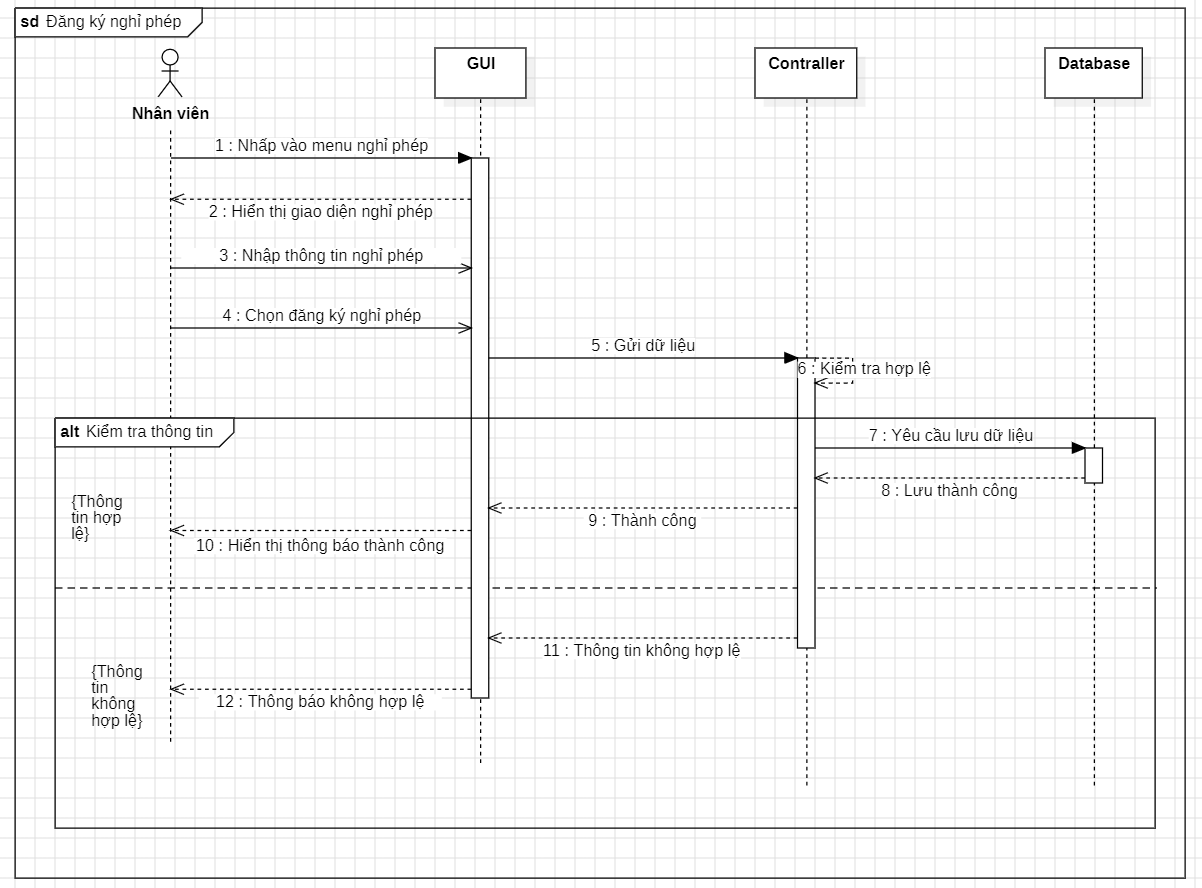 sd Đăng ký nghỉ phép
Nhân viên
GUI
Contraller
Database
1 : Nhấp vào menu nghỉ phép
2 : Hiển thị giao diện nghỉ phép
3 : Nhập thông tin nghỉ phép
4 : Chọn đăng ký nghỉ phép
5 : Gửi dữ liệu
6 : Kiểm tra hợp lệ
alt Kiểm tra thông tin
7 : Yêu cầu lưu dữ liệu
8 : Lưu thành công
{Thông
tin hợp
lệ}
9 : Thành công
10 : Hiển thị thông báo thành công
11 : Thông tin không hợp lệ
{Thông
tin
không
hợp lệ}
12 : Thông báo không hợp lệ